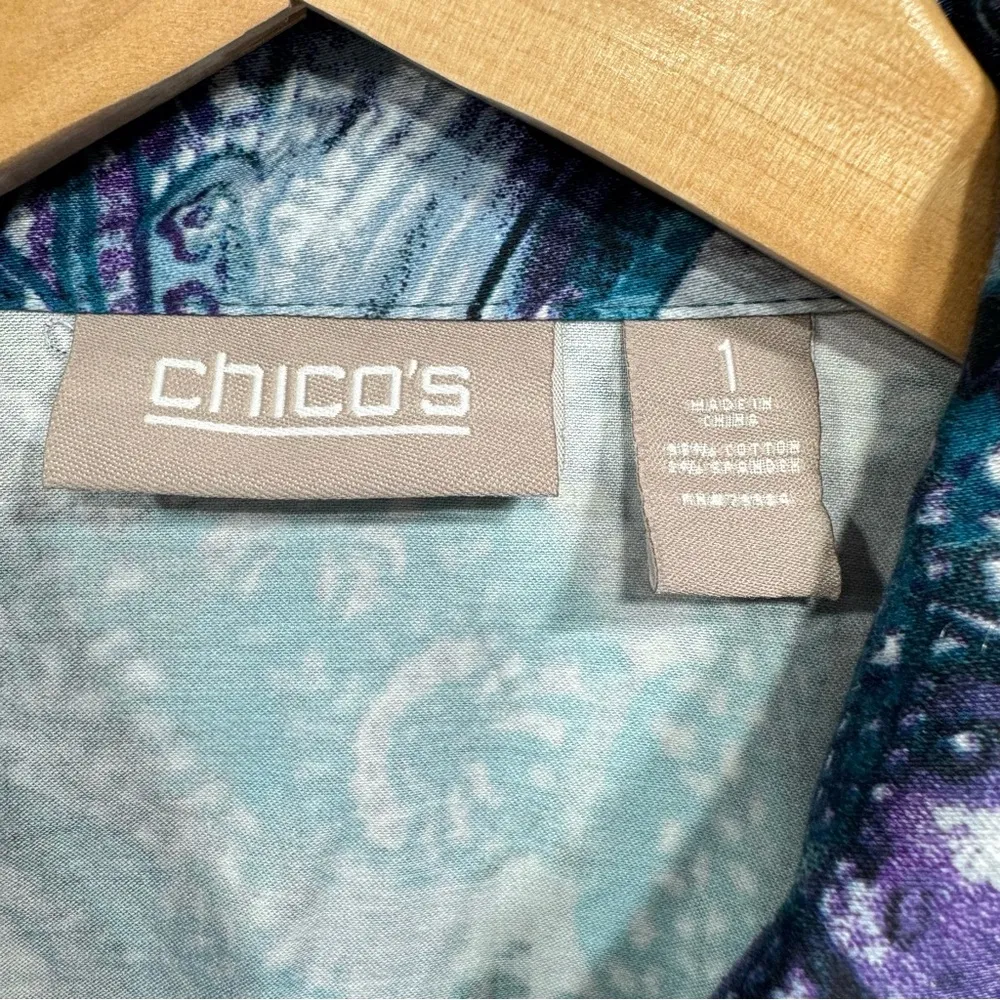 chico's
1
MADE IN
CHINA
COTTON
SPANDEX